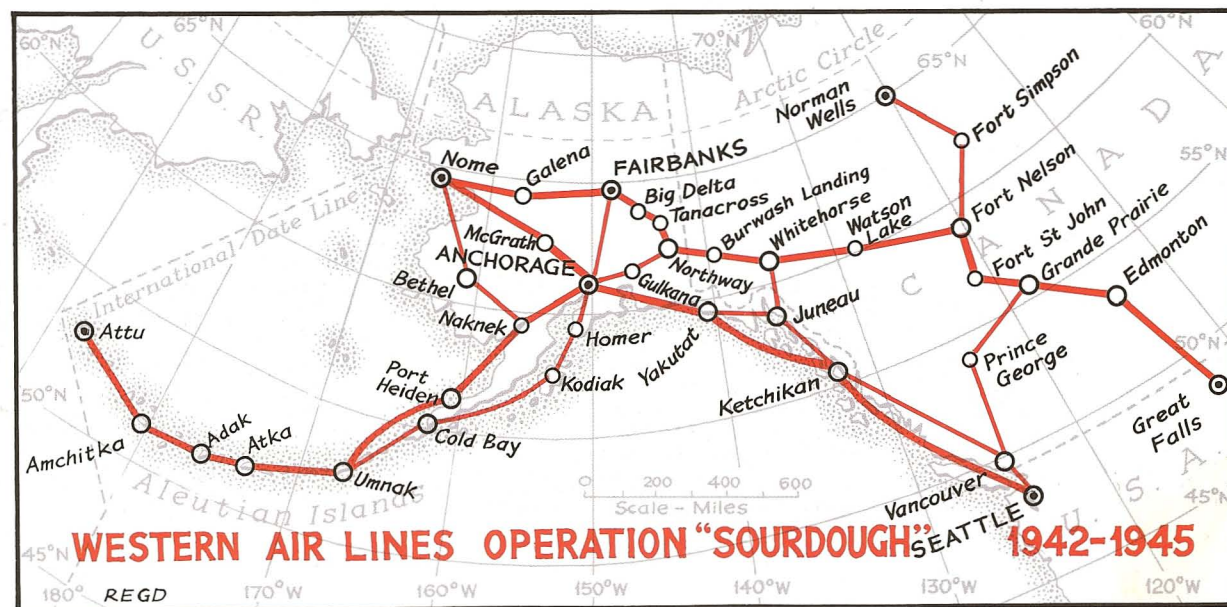 60°N
65°N
U.S.S.R.
70°N
Arctic Circle
60°N
ALASKA
65°N
Norman
Wells
Fort Simpson
CANADA
55°N
Nome
Galena
FAIRBANKS
Big Delta
Tanacross
Burwash Landing
Whitehorse
Watson
Lake
Fort Nelson
Fort St John
Grande Prairie
Edmonton
International Date Line
McGrath
ANCHORAGE
Bethel
Naknek
Gulkana
Northway
Juneau
Attu
Homer
Yakutat
Prince
George
50°N
50°N
Port
Heiden
Kodiak
Ketchikan
Great
Falls
Amchitka
Adak
Atka
Cold Bay
Umnak
Aleutian Islands
0 200 400 600
Scale - Miles
Vancouver
SEATTLE
U.S.A.
45°N
45°N
WESTERN AIR LINES OPERATION "SOURDOUGH" 1942-1945
180° REGD 170°W 160°W 150°W 140°W 130°W 120°W